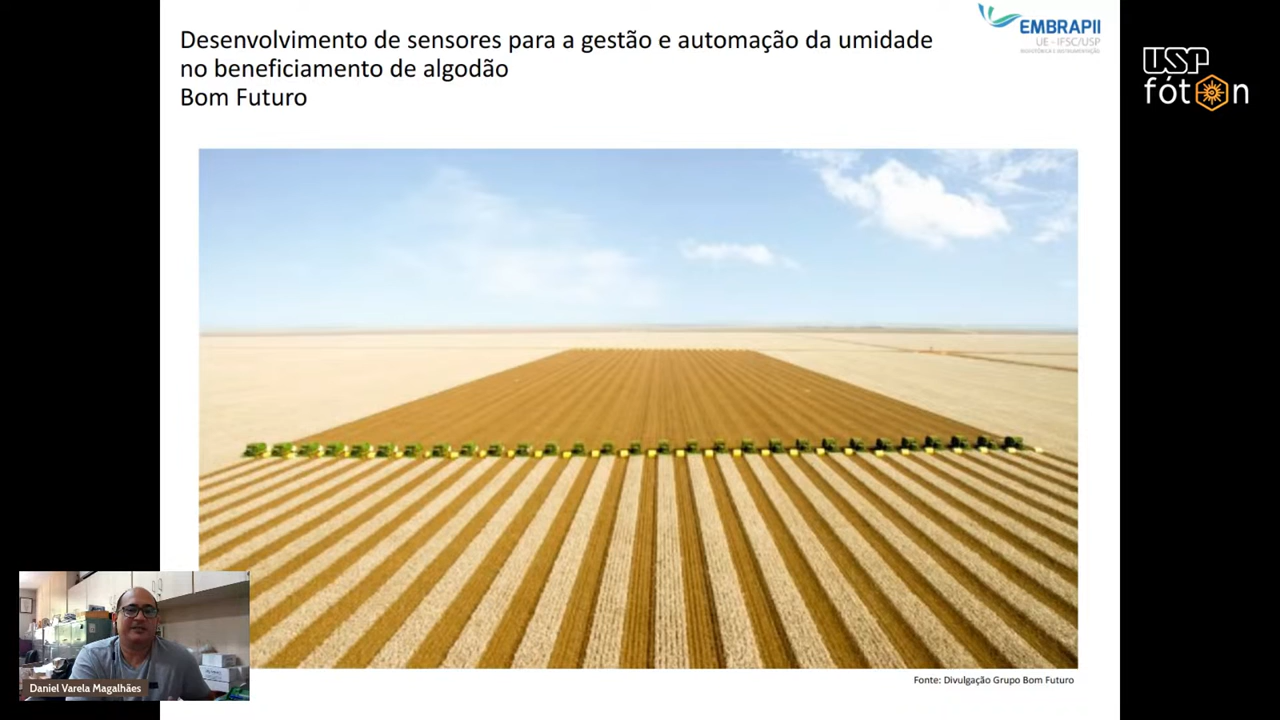 Desenvolvimento de sensores para a gestão e automação da umidade
no beneficiamento de algodão
Bom Futuro
EMBRAPII
UE - IFSC/USP
USP
fóton
Fonte: Divulgação Grupo Bom Futuro
Daniel Varela Magalhães